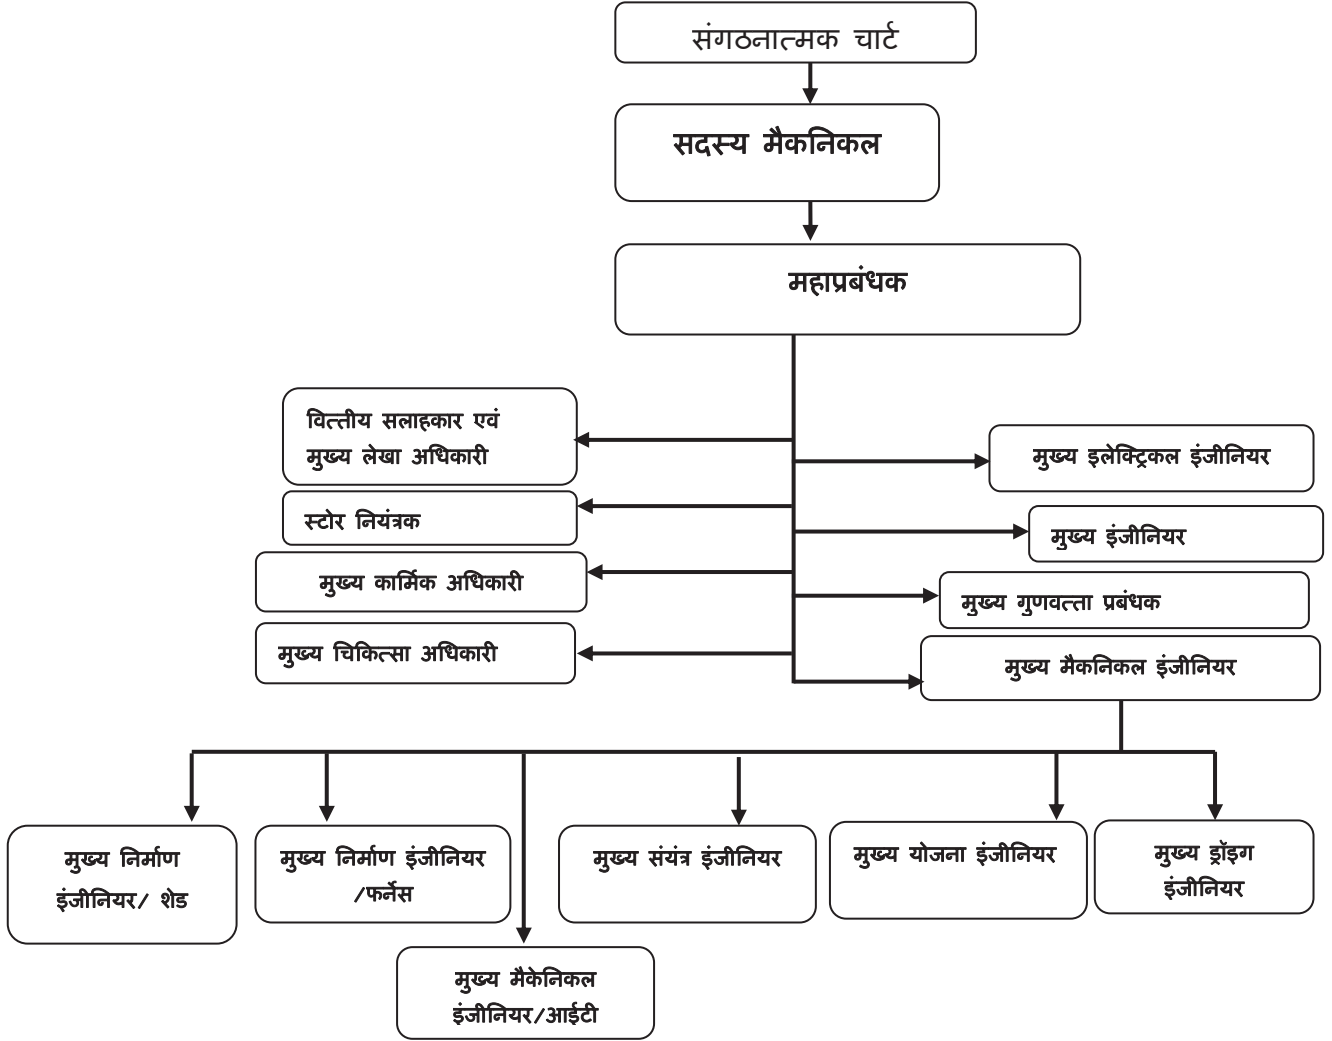 संगठनात्मक चार्ट
सदस्य मैकनिकल
महाप्रबंधक
वित्तीय सलाहकार एवं
मुख्य लेखा अधिकारी
स्टोर नियंत्रक
मुख्य कार्मिक अधिकारी
मुख्य चिकित्सा अधिकारी
मुख्य इलेक्ट्रिकल इंजीनियर
मुख्य इंजीनियर
मुख्य गुणवत्ता प्रबंधक
मुख्य मैकनिकल इंजीनियर
मुख्य निर्माण
इंजीनियर/ शेड
मुख्य निर्माण इंजीनियर
/फर्नेस
मुख्य मैकेनिकल
इंजीनियर/आईटी
मुख्य संयंत्र इंजीनियर
मुख्य योजना इंजीनियर
मुख्य ड्रॉइग
इंजीनियर